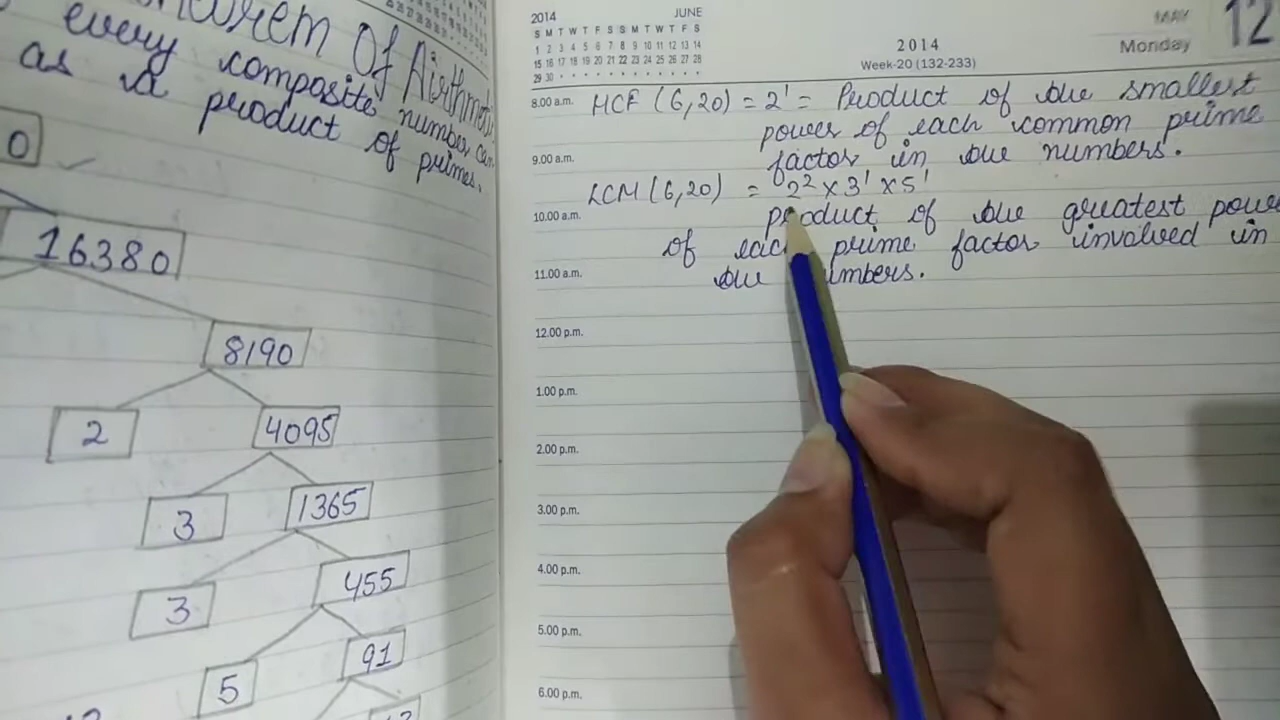 Theorem Of Airthmetic
every composite number can
as a product of primes.
0
16380
8190
2
4095
3
1365
3
455
5
91
2014 JUNE
S M T W T F S S M T W T F S
1 2 3 4 5 6 7 8 9 10 11 12 13 14
15 16 17 18 19 20 21 22 23 24 25 26 27 28
29 30
2014
Week-20 (132-233)
MAY
Monday
12
8.00 a.m. HCF (6,20) = 2¹ = Product of the smallest
power of each common prime
9.00 a.m. factor in the numbers.
LCM (6,20) = 2² × 3¹ × 5¹
10.00 a.m. product of the greatest power
of each prime factor involved in
11.00 a.m. the numbers.
12.00 p.m.
1.00 p.m.
2.00 p.m.
3.00 p.m.
4.00 p.m.
5.00 p.m.
6.00 p.m.